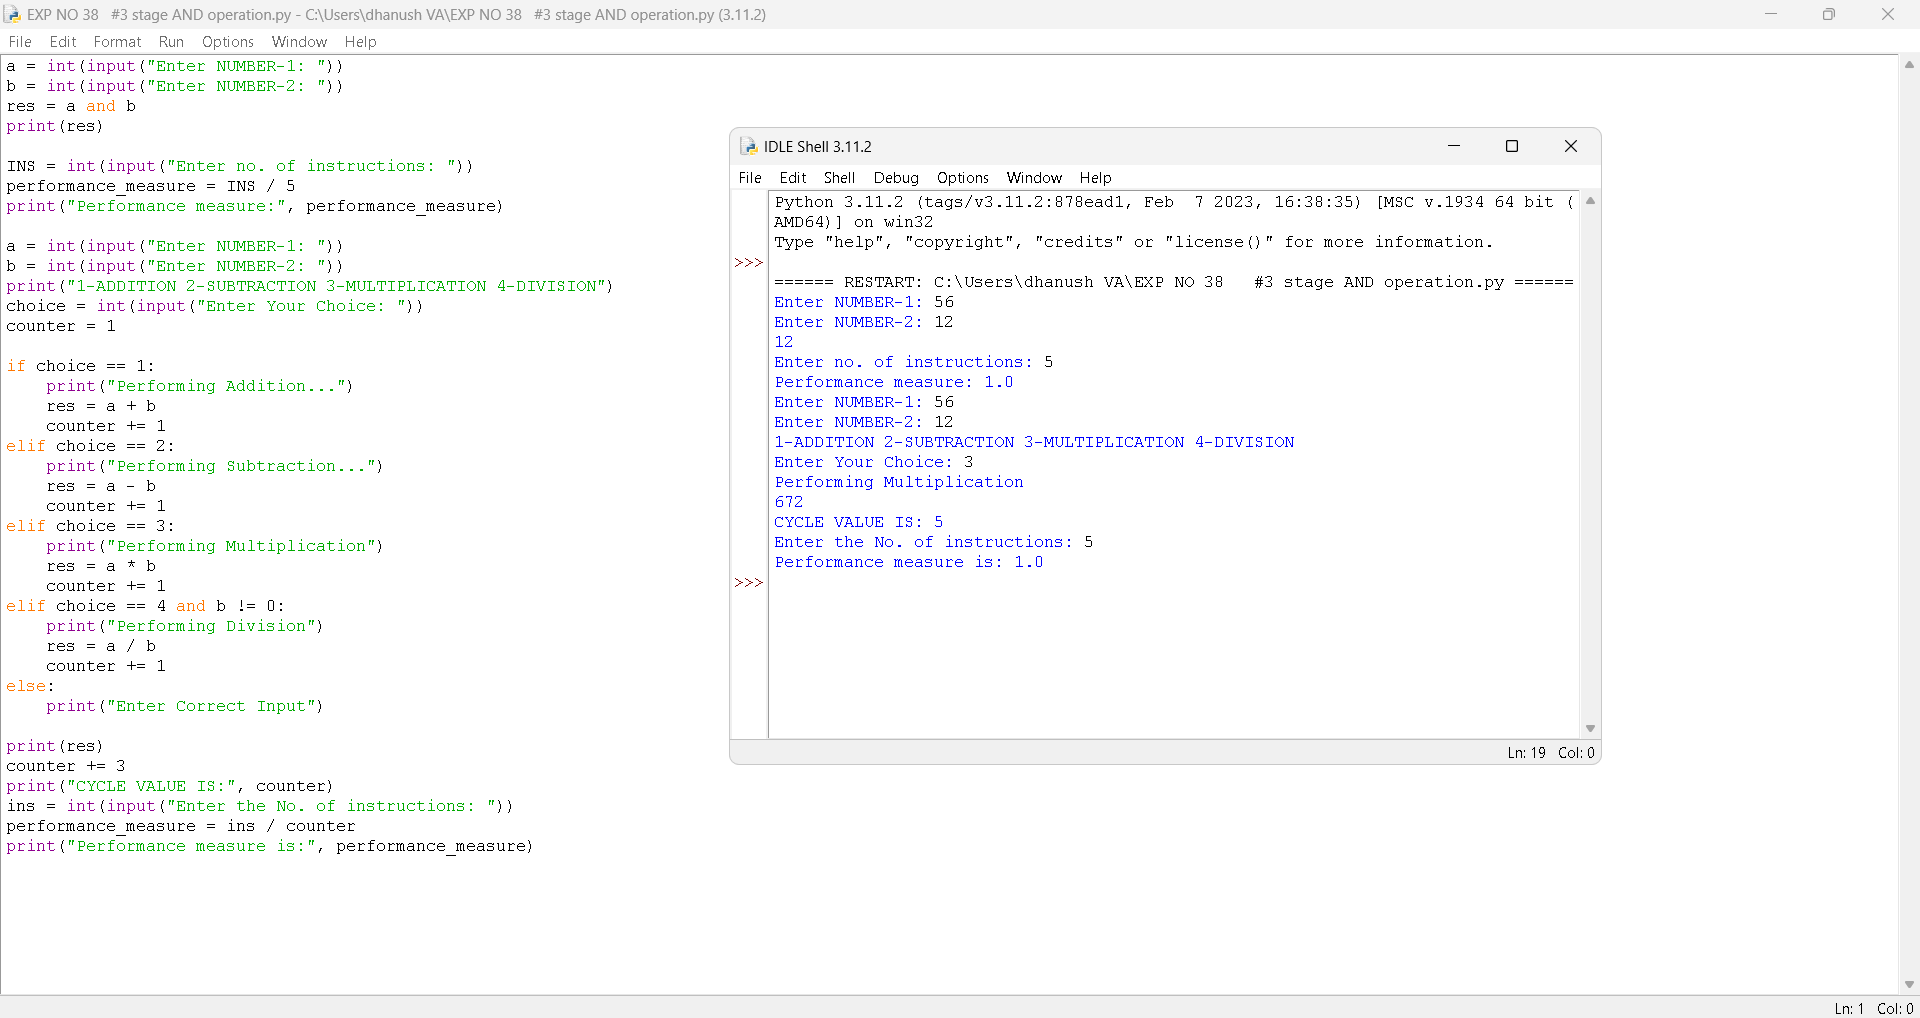 EXP NO 38   #3 stage AND operation.py - C:\Users\dhanush VA\EXP NO 38   #3 stage AND operation.py (3.11.2)
File Edit Format Run Options Window Help
a = int(input("Enter NUMBER-1: "))
b = int(input("Enter NUMBER-2: "))
res = a and b
print(res)

INS = int(input("Enter no. of instructions: "))
performance_measure = INS / 5
print("Performance measure:", performance_measure)

a = int(input("Enter NUMBER-1: "))
b = int(input("Enter NUMBER-2: "))
print("1-ADDITION 2-SUBTRACTION 3-MULTIPLICATION 4-DIVISION")
choice = int(input("Enter Your Choice: "))
counter = 1

if choice == 1:
    print("Performing Addition...")
    res = a + b
    counter += 1
elif choice == 2:
    print("Performing Subtraction...")
    res = a - b
    counter += 1
elif choice == 3:
    print("Performing Multiplication")
    res = a * b
    counter += 1
elif choice == 4 and b != 0:
    print("Performing Division")
    res = a / b
    counter += 1
else:
    print("Enter Correct Input")

print(res)
counter += 3
print("CYCLE VALUE IS:", counter)
ins = int(input("Enter the No. of instructions: "))
performance_measure = ins / counter
print("Performance measure is:", performance_measure)
IDLE Shell 3.11.2
File Edit Shell Debug Options Window Help
Python 3.11.2 (tags/v3.11.2:878ead1, Feb  7 2023, 16:38:35) [MSC v.1934 64 bit (
AMD64)] on win32
Type "help", "copyright", "credits" or "license()" for more information.
>>>
====== RESTART: C:\Users\dhanush VA\EXP NO 38   #3 stage AND operation.py ======
Enter NUMBER-1: 56
Enter NUMBER-2: 12
12
Enter no. of instructions: 5
Performance measure: 1.0
Enter NUMBER-1: 56
Enter NUMBER-2: 12
1-ADDITION 2-SUBTRACTION 3-MULTIPLICATION 4-DIVISION
Enter Your Choice: 3
Performing Multiplication
672
CYCLE VALUE IS: 5
Enter the No. of instructions: 5
Performance measure is: 1.0
>>>
Ln: 19 Col: 0
Ln: 1 Col: 0